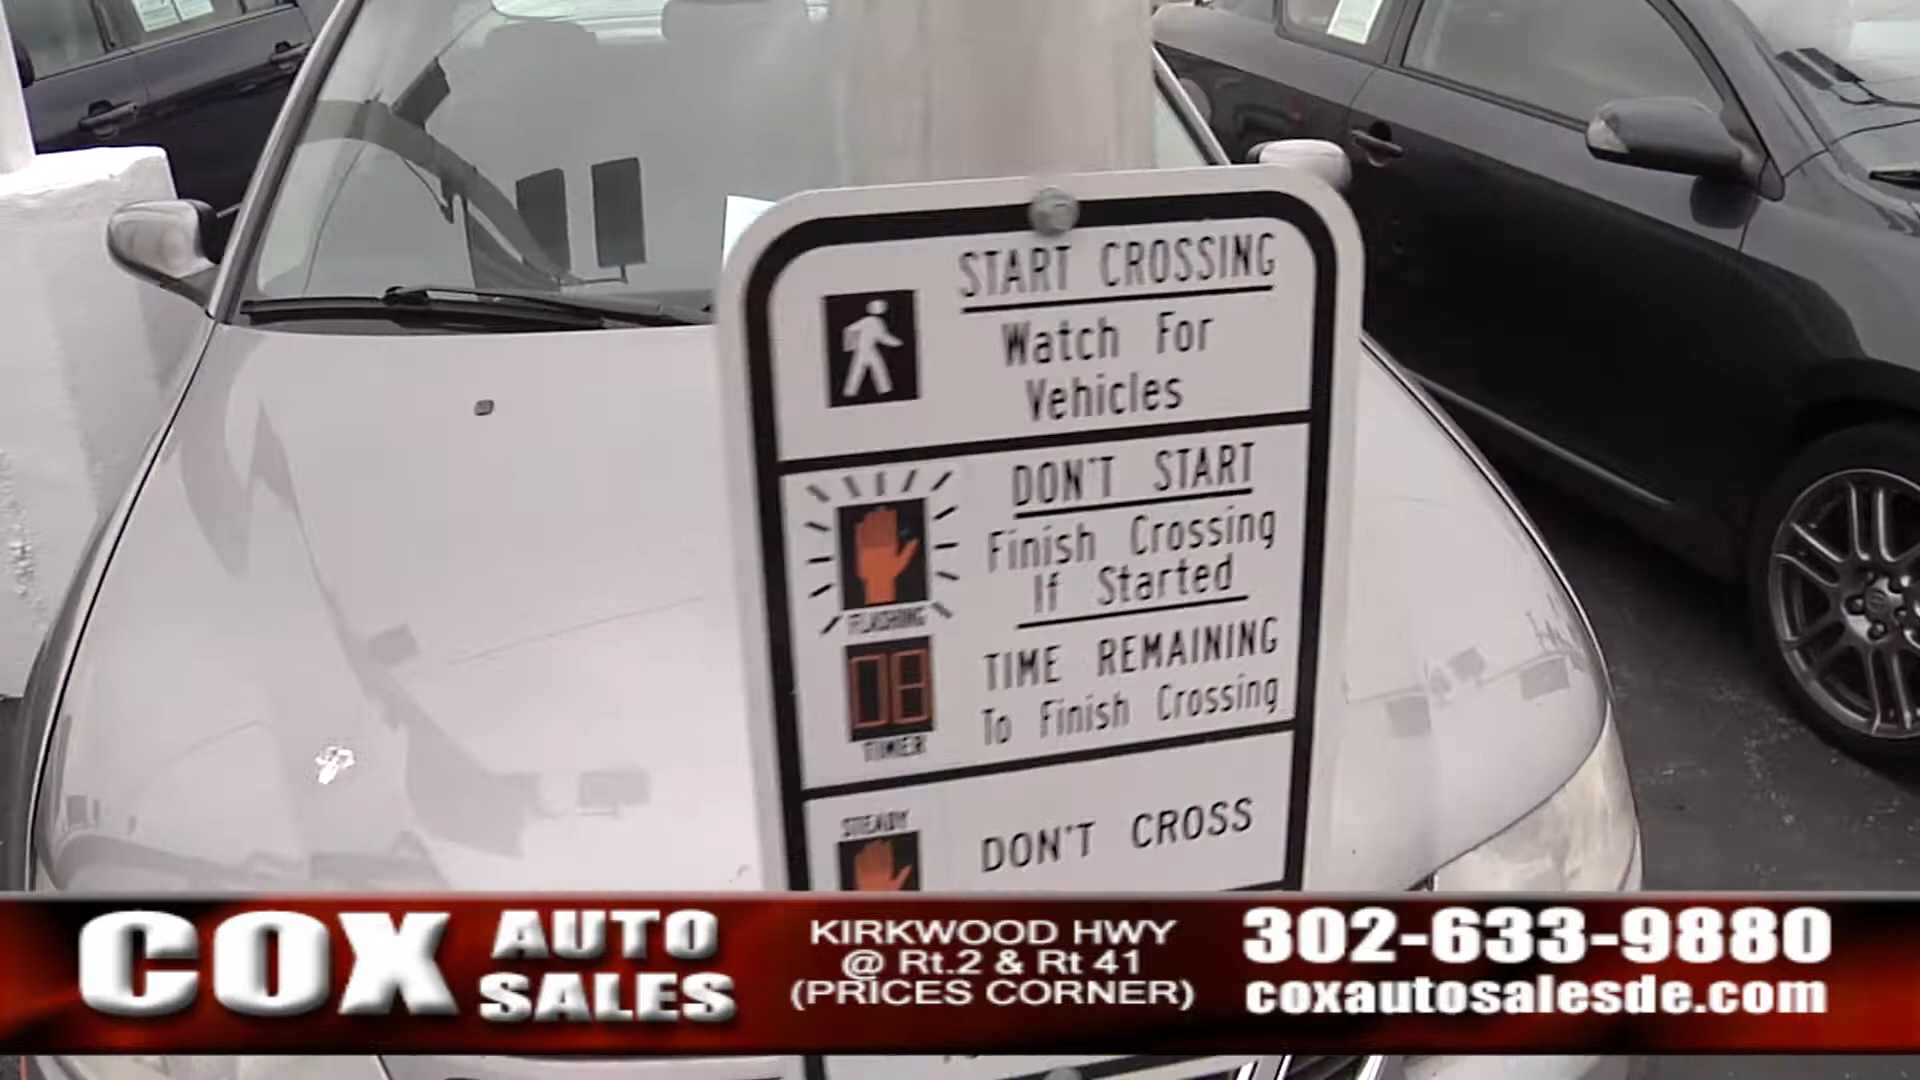 START CROSSING
Watch For
Vehicles
DON'T START
Finish Crossing
If Started
FLASHING
TIME REMAINING
To Finish Crossing
TIMER
STEADY
DON'T CROSS
COX AUTO SALES
KIRKWOOD HWY
@ Rt.2 & Rt 41
(PRICES CORNER)
302-633-9880
coxautosalesde.com